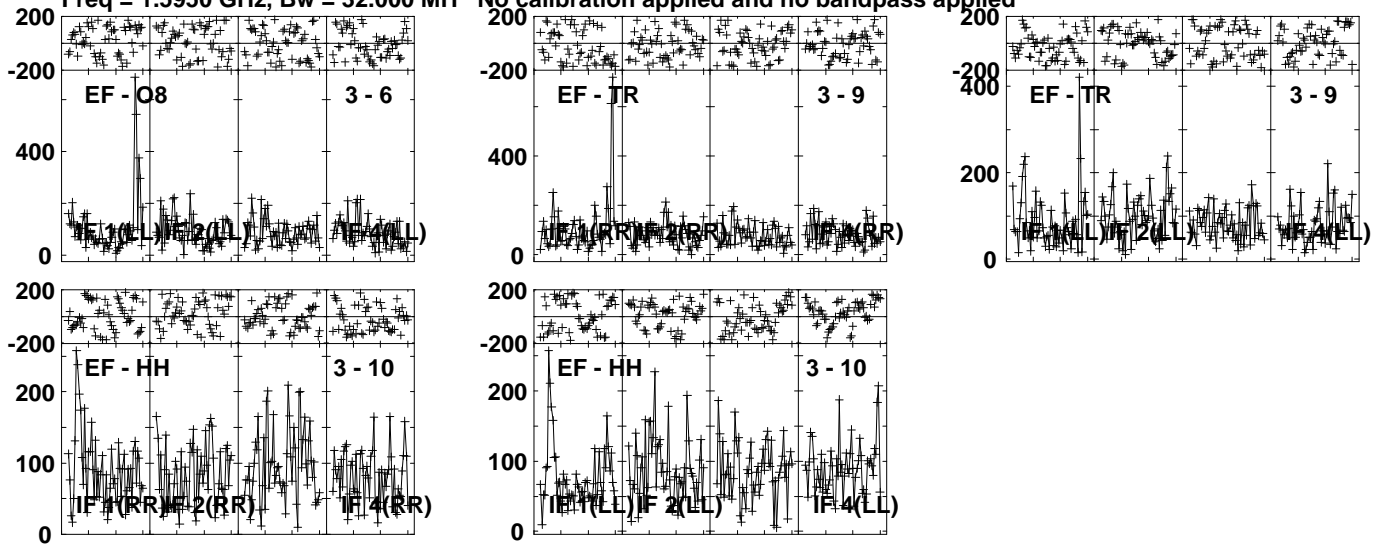 Freq = 1.5950 GHz, Bw = 32.000 MH No calibration applied and no bandpass applied
200
-200
EF - O8 3 - 6
400
0
IF 1(LL) IF 2(LL) IF 4(LL)
200
-200
EF - TR 3 - 9
400
0
IF 1(RR) IF 2(RR) IF 4(RR)
200
-200
400
EF - TR 3 - 9
200
0
IF 1(LL) IF 2(LL) IF 4(LL)
200
-200
EF - HH 3 - 10
200
100
0
IF 1(RR) IF 2(RR) IF 4(RR)
200
-200
EF - HH 3 - 10
200
100
0
IF 1(LL) IF 2(LL) IF 4(LL)